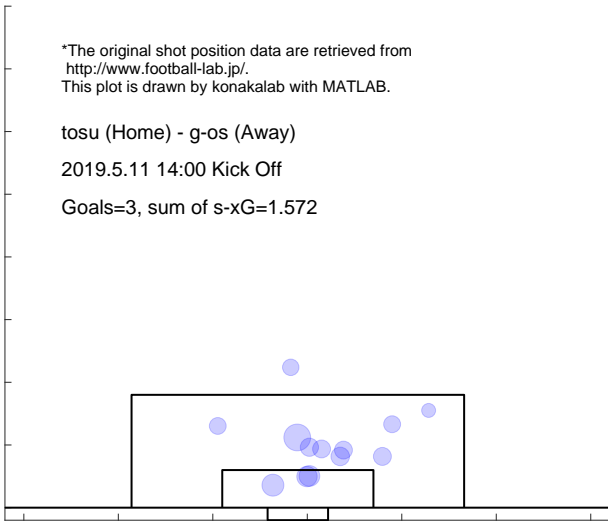 *The original shot position data are retrieved from
http://www.football-lab.jp/.
This plot is drawn by konakalab with MATLAB.
tosu (Home) - g-os (Away)
2019.5.11 14:00 Kick Off
Goals=3, sum of s-xG=1.572